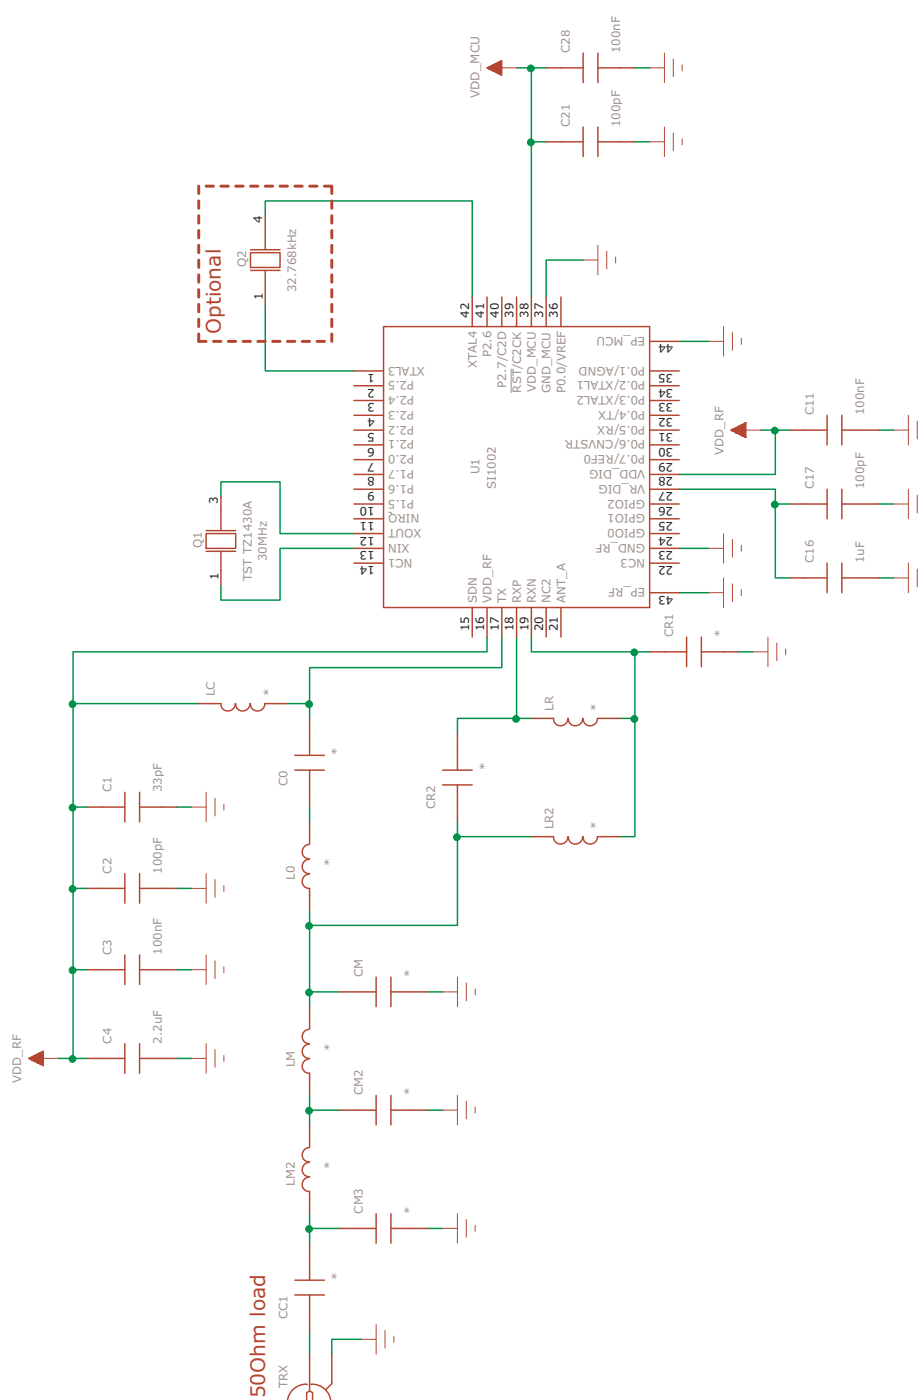 VDD_MCU
C28
100nF
C21
100pF
Optional
Q2
32.768kHz
1
4
Q1
TST TZ1430A
30MHz
1
3
42
41
40
39
38
37
36
XTAL4
P2.6
P2.7/C2D
RST/C2CK
VDD_MCU
GND_MCU
P0.0/VREF
XTAL3
1
P2.5
2
P2.4
3
P2.3
4
P2.2
5
P2.1
6
P2.0
7
P1.7
8
P1.6
9
P1.5
10
NIRQ
11
XOUT
12
XIN
13
NC1
14
U1
SI1002
EP_MCU
44
P0.1/AGND
35
P0.2/XTAL1
34
P0.3/XTAL2
33
P0.4/TX
32
P0.5/RX
31
P0.6/CNVSTR
30
P0.7/REF0
29
VDD_DIG
28
VR_DIG
27
GPIO2
26
GPIO1
25
GPIO0
24
GND_RF
23
NC3
22
EP_RF
43
SDN
VDD_RF
TX
RXP
RXN
NC2
ANT_A
15
16
17
18
19
20
21
VDD_RF
C11
100nF
C17
100pF
C16
1uF
CR1
*
LC
*
C0
*
L0
*
CR2
*
LR
*
LR2
*
C1
33pF
C2
100pF
C3
100nF
C4
2.2uF
VDD_RF
CM
*
LM
*
CM2
*
LM2
*
CM3
*
CC1
*
50Ohm load
TRX